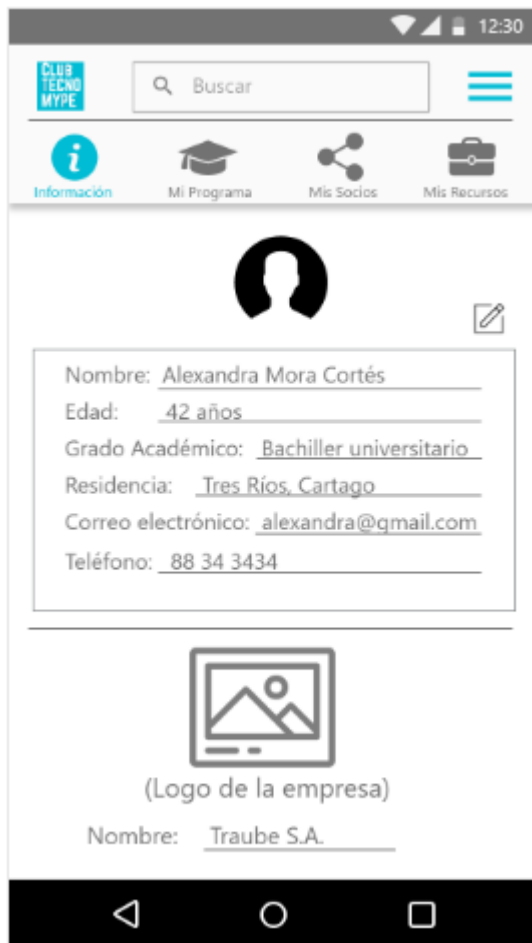 12:30
CLUB
TECNO
MYPE
Buscar
Información Mi Programa Mis Socios Mis Recursos
Nombre: Alexandra Mora Cortés
Edad: 42 años
Grado Académico: Bachiller universitario
Residencia: Tres Ríos, Cartago
Correo electrónico: alexandra@gmail.com
Teléfono: 88 34 3434
(Logo de la empresa)
Nombre: Traube S.A.